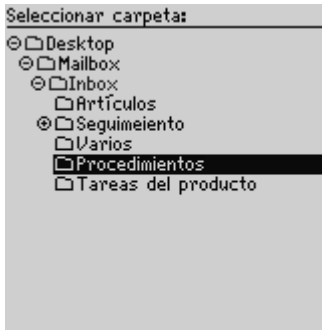 Seleccionar carpeta:
Desktop
Mailbox
Inbox
Artículos
Seguimeiento
Varios
Procedimientos
Tareas del producto